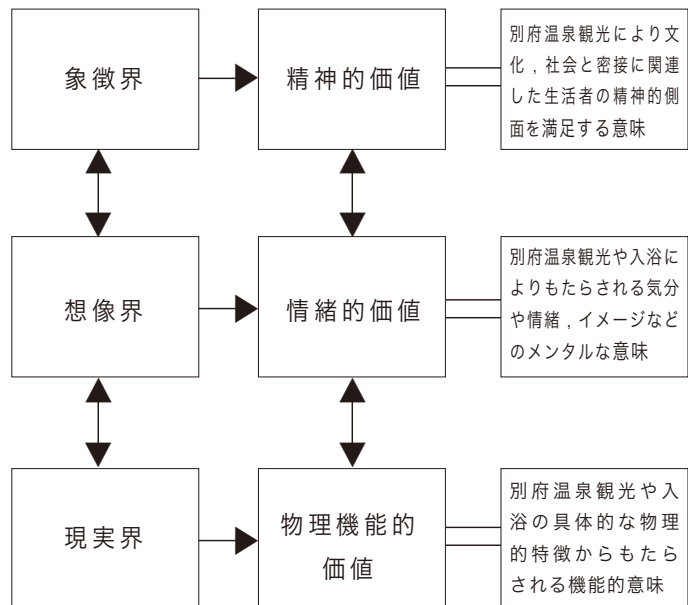 象徴界
精神的価値
別府温泉観光により文
化，社会と密接に関連
した生活者の精神的側
面を満足する意味
想像界
情緒的価値
別府温泉観光や入浴に
よりもたらされる気分
や情緒，イメージなど
のメンタルな意味
現実界
物理機能的
価値
別府温泉観光や入
浴の具体的な物理
的特徴からもたら
される機能的意味